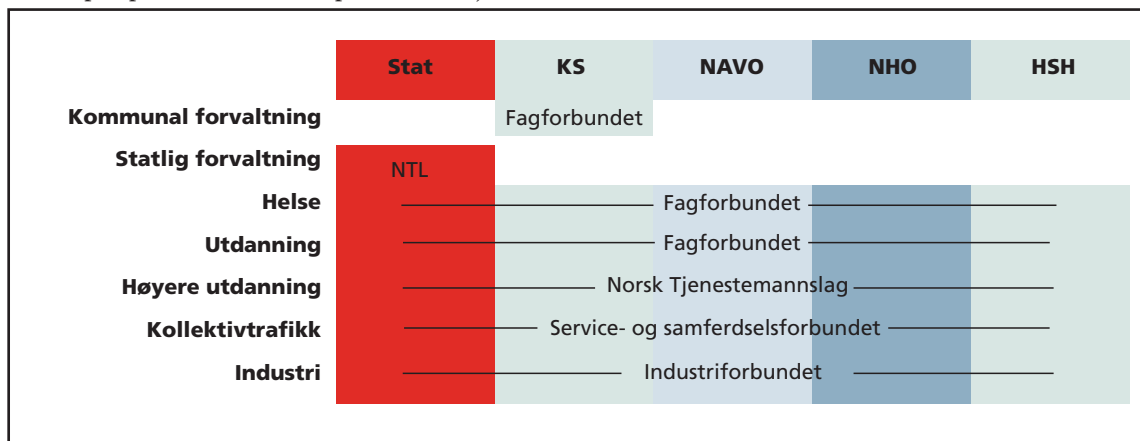 Stat KS NAVO NHO HSH
Kommunal forvaltning Fagforbundet
Statlig forvaltning NTL
Helse Fagforbundet
Utdanning Fagforbundet
Høyere utdanning Norsk Tjenestemannslag
Kollektivtrafikk Service- og samferdselsforbundet
Industri Industriforbundet